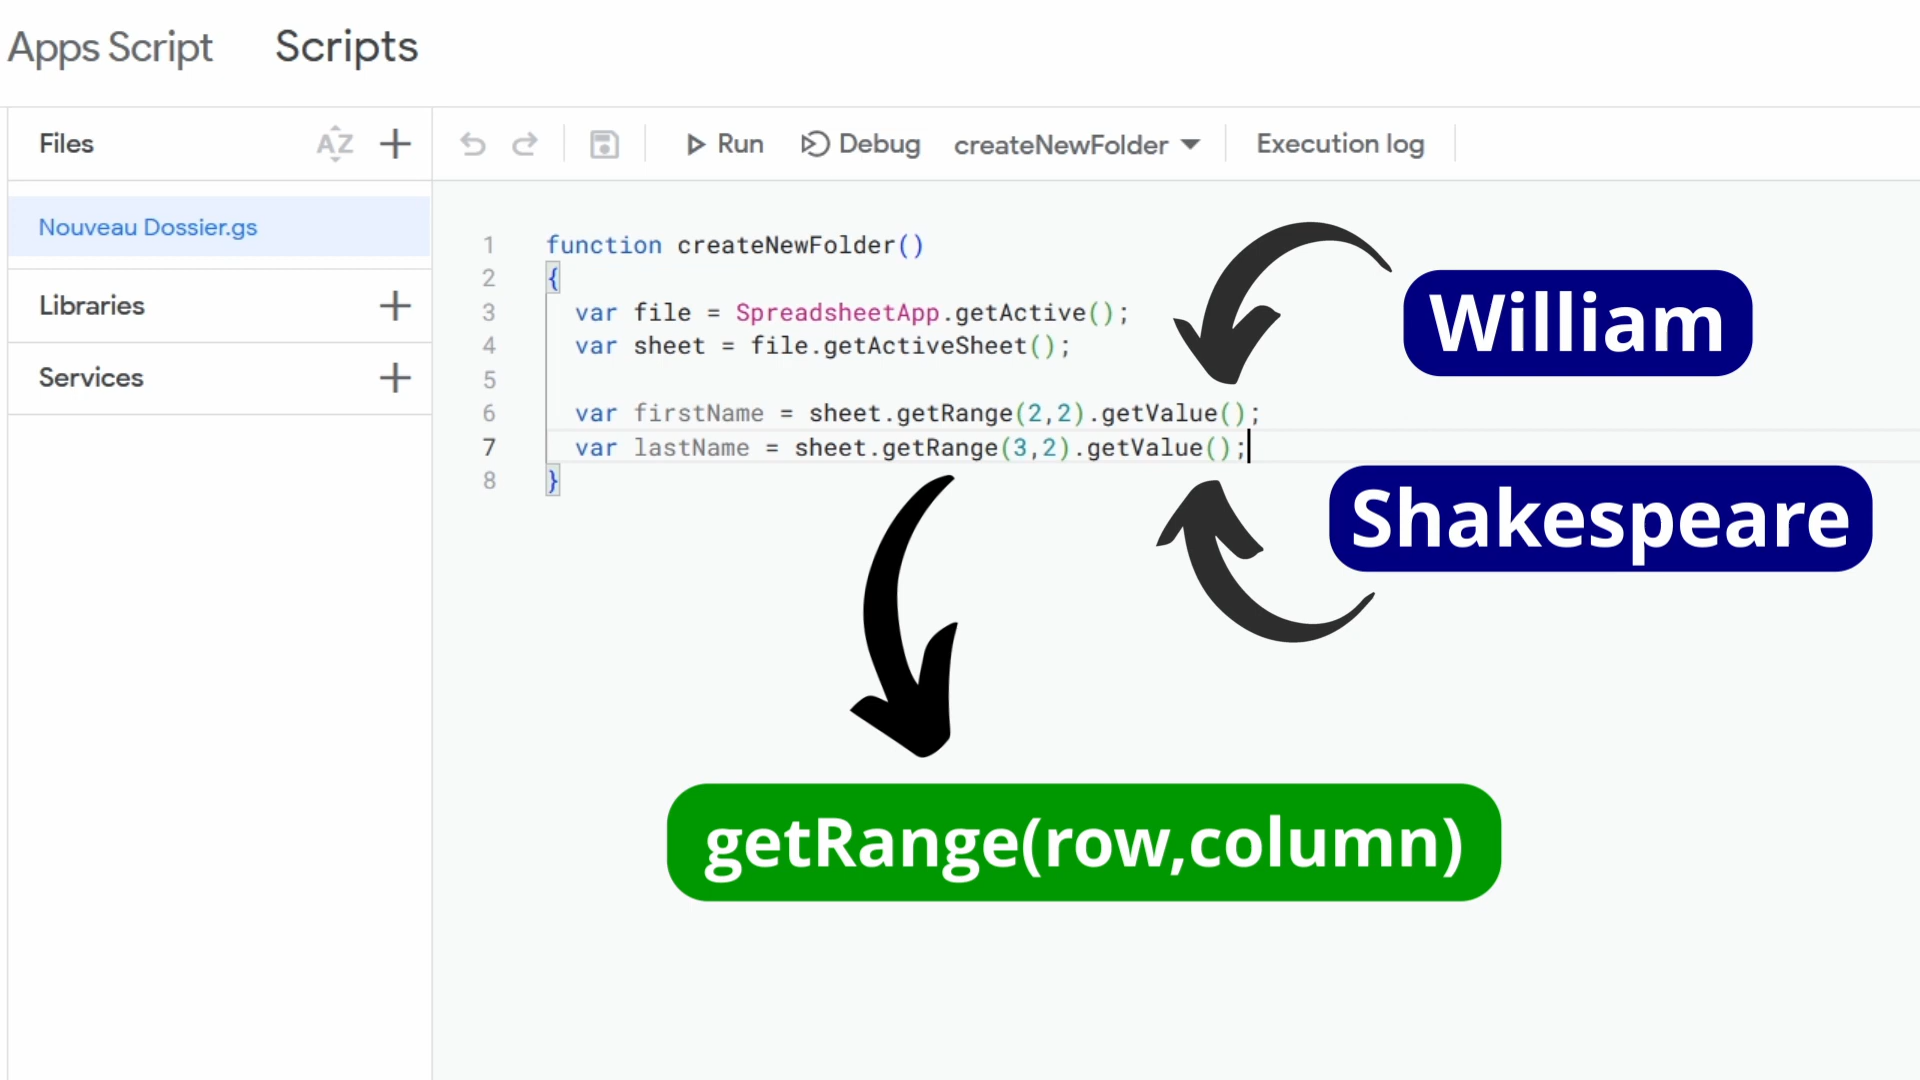 Apps Script Scripts
Files AZ
Run Debug createNewFolder Execution log
Nouveau Dossier.gs
Libraries
Services
1 function createNewFolder()
2 {
3 var file = SpreadsheetApp.getActive();
4 var sheet = file.getActiveSheet();
5
6 var firstName = sheet.getRange(2,2).getValue();
7 var lastName = sheet.getRange(3,2).getValue();
8 }
William
Shakespeare
getRange(row,column)